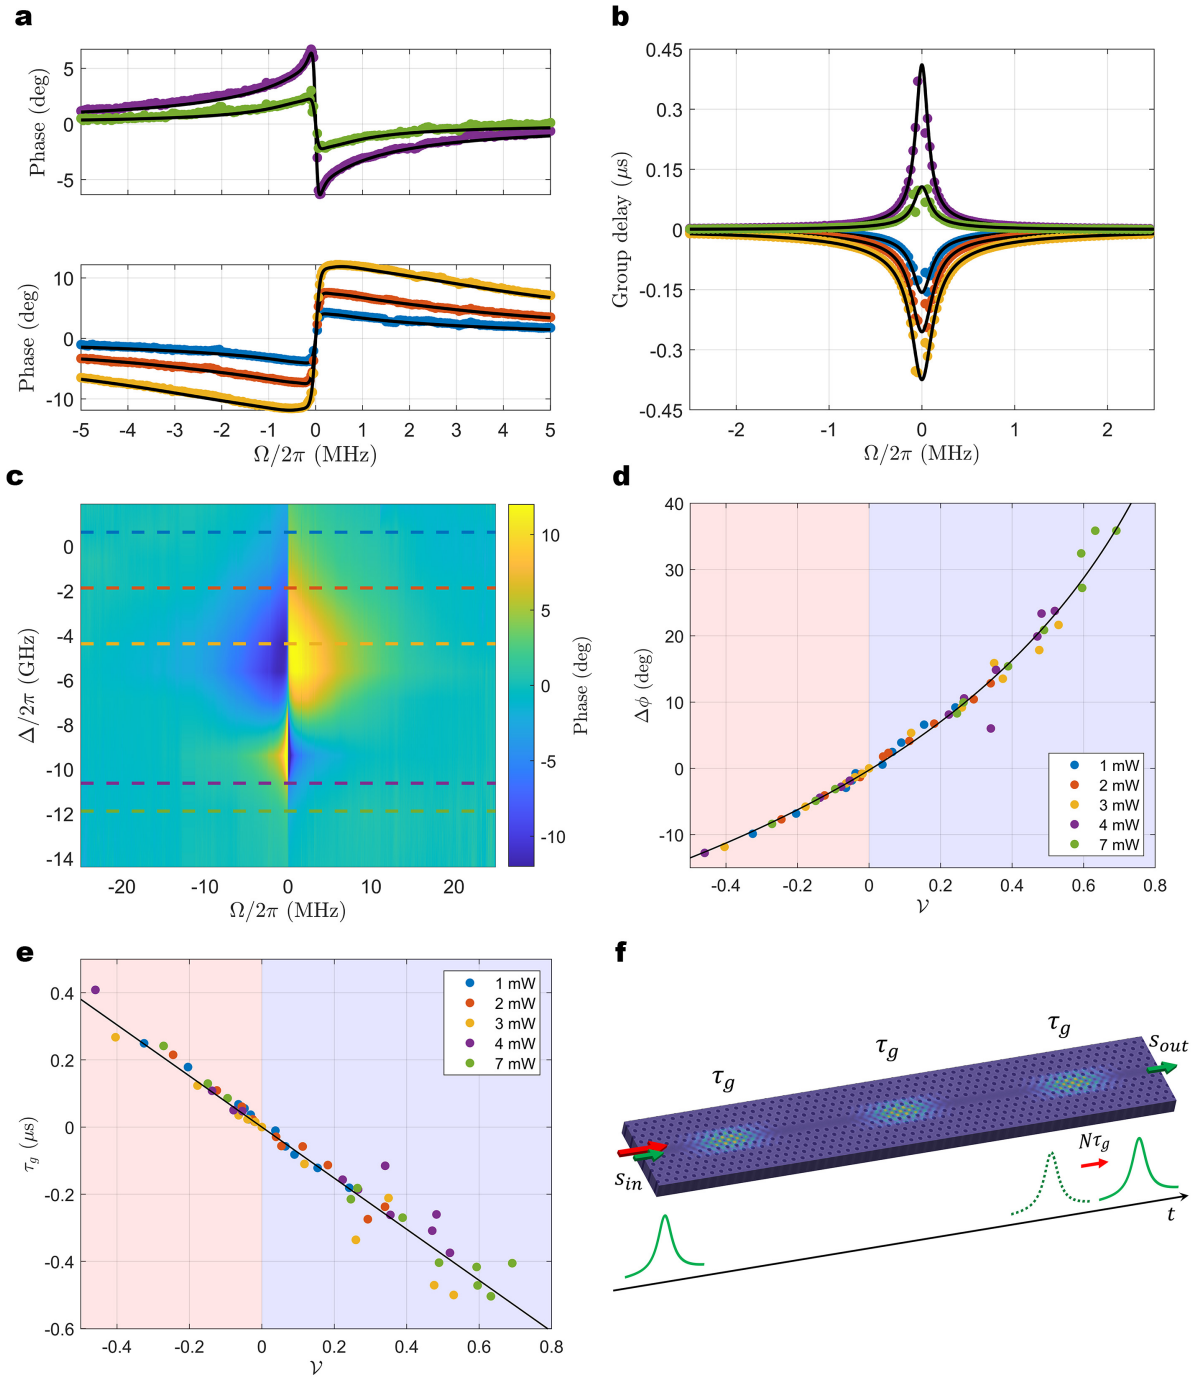 a
5
0
-5
Phase (deg)
10
0
-10
Phase (deg)
-5 -4 -3 -2 -1 0 1 2 3 4 5
Ω/2π (MHz)
b
0.45
0.3
0.15
0
-0.15
-0.3
-0.45
Group delay (μs)
-2 -1 0 1 2
Ω/2π (MHz)
c
0
-2
-4
-6
-8
-10
-12
-14
Δ/2π (GHz)
-20 -10 0 10 20
Ω/2π (MHz)
10
5
0
-5
-10
Phase (deg)
d
40
30
20
10
0
-10
Δϕ (deg)
-0.4 -0.2 0 0.2 0.4 0.6 0.8
𝒱
1 mW
2 mW
3 mW
4 mW
7 mW
e
0.4
0.2
0
-0.2
-0.4
-0.6
τg (μs)
-0.4 -0.2 0 0.2 0.4 0.6 0.8
𝒱
1 mW
2 mW
3 mW
4 mW
7 mW
f
τg
τg
τg
sout
sin
Nτg
t